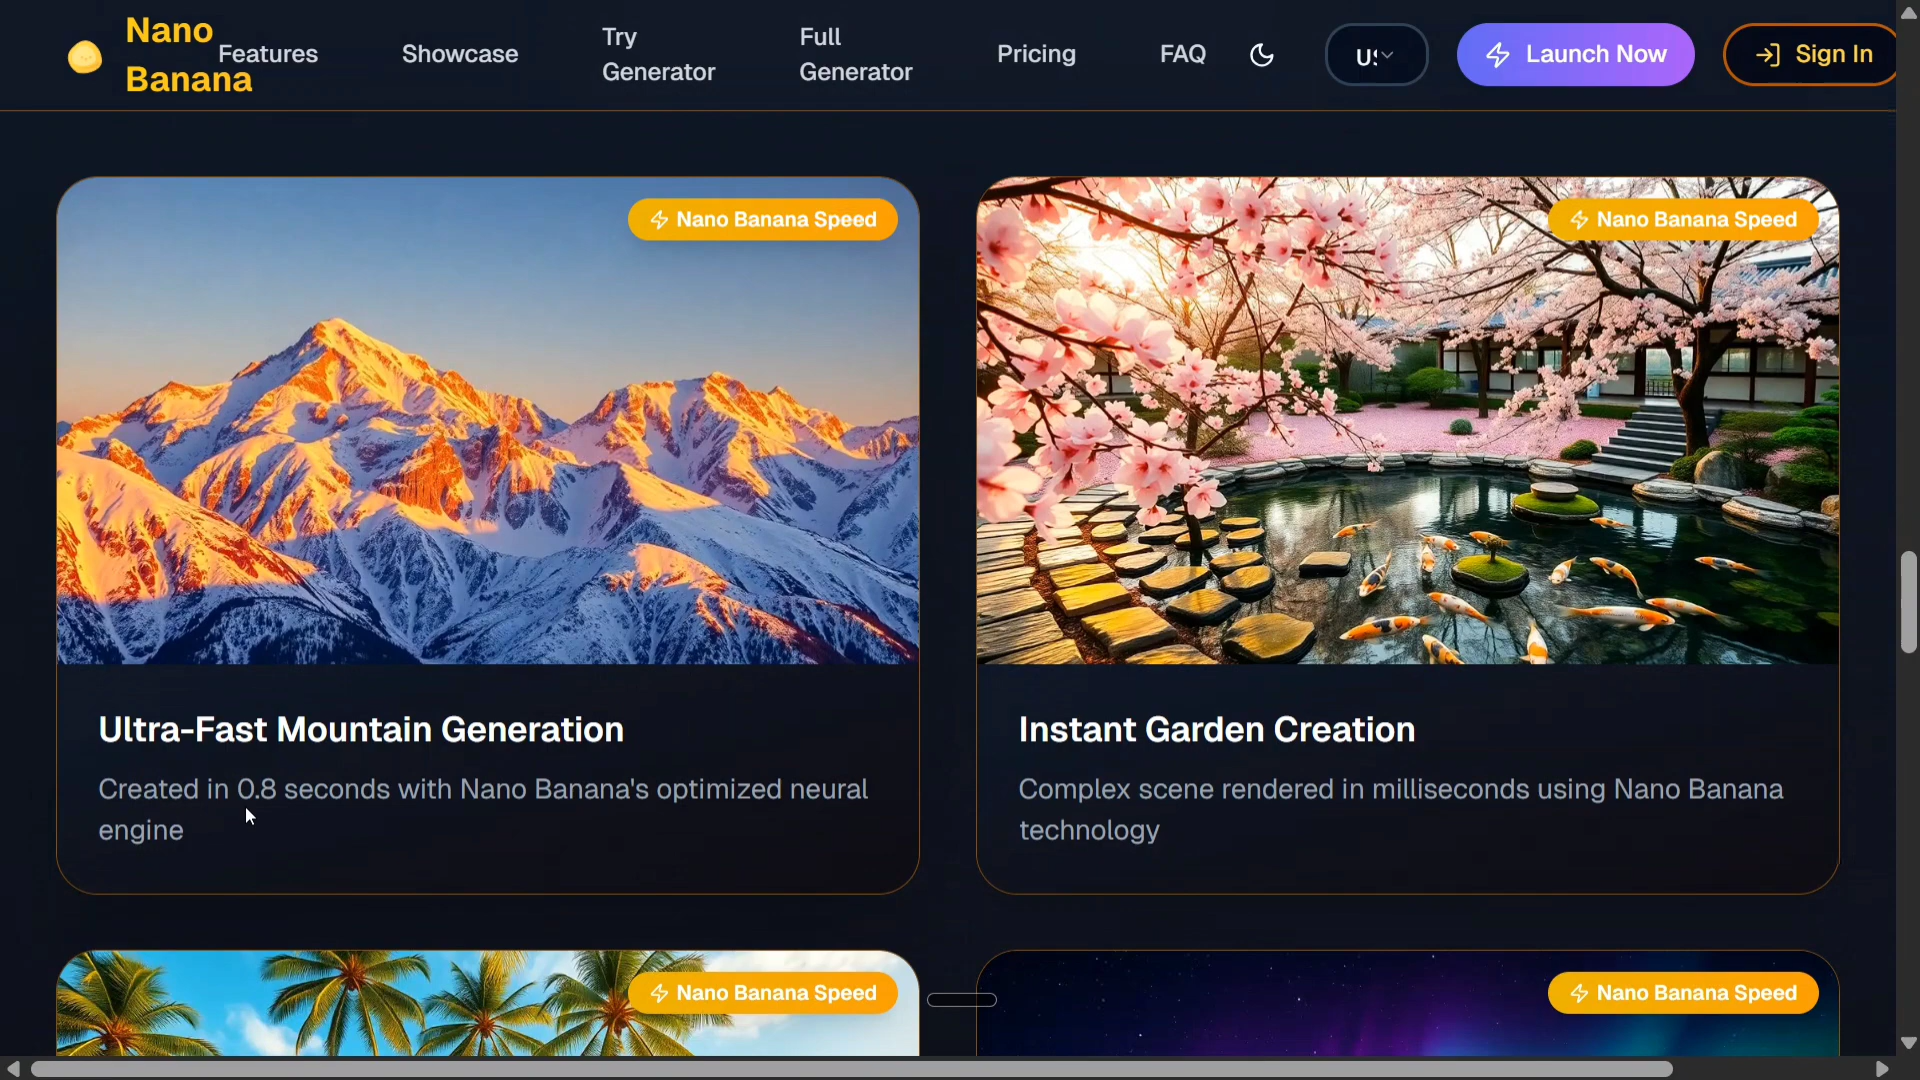 Nano
Banana
Features
Showcase
Try
Generator
Full
Generator
Pricing
FAQ
US
Launch Now
Sign In
Nano Banana Speed
Nano Banana Speed
Ultra-Fast Mountain Generation
Created in 0.8 seconds with Nano Banana's optimized neural
engine
Instant Garden Creation
Complex scene rendered in milliseconds using Nano Banana
technology
Nano Banana Speed
Nano Banana Speed